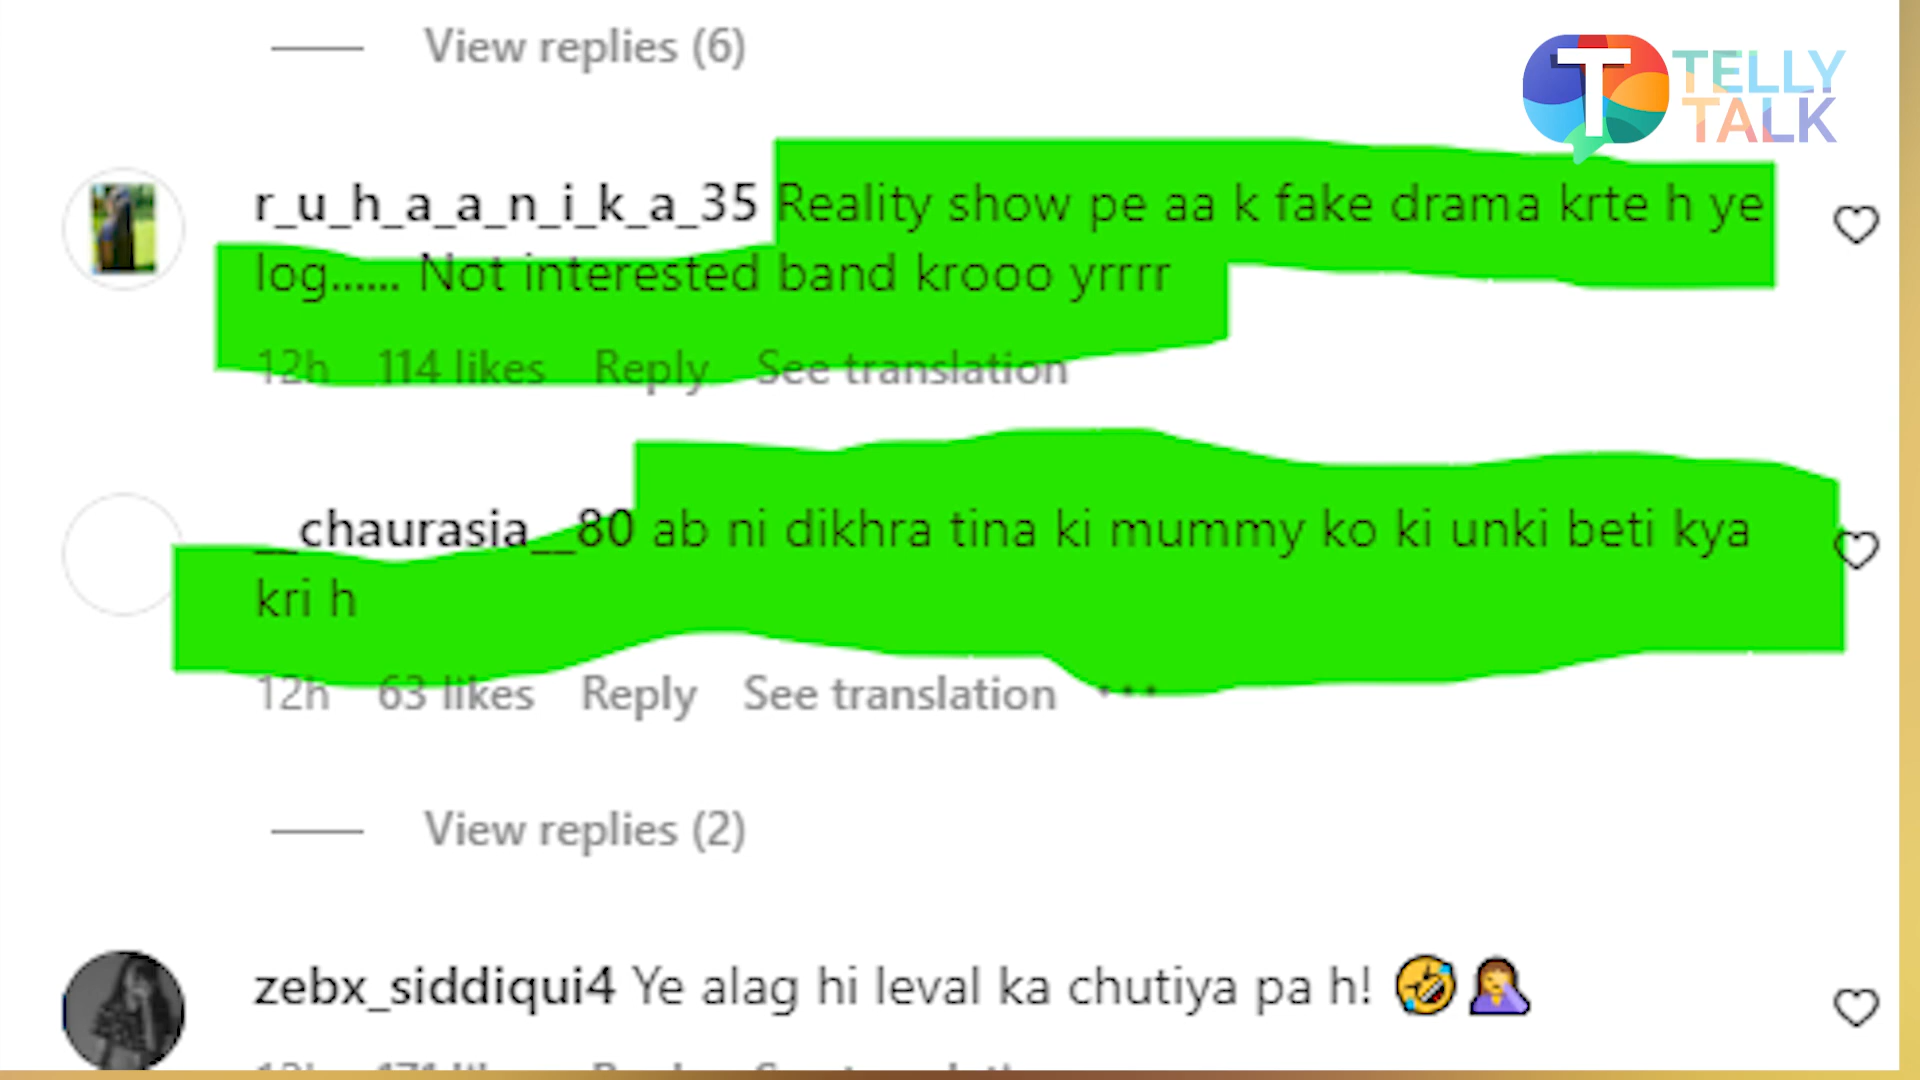 View replies (6)
TELLY
TALK
r_u_h_a_a_n_i_k_a_35 Reality show pe aa k fake drama krte h ye
log...... Not interested band krooo yrrrr
12h 114 likes Reply See translation
__chaurasia__80 ab ni dikhra tina ki mummy ko ki unki beti kya
kri h
12h 63 likes Reply See translation ...
View replies (2)
zebx_siddiqui4 Ye alag hi leval ka chutiya pa h! 🤣🤦‍♀️